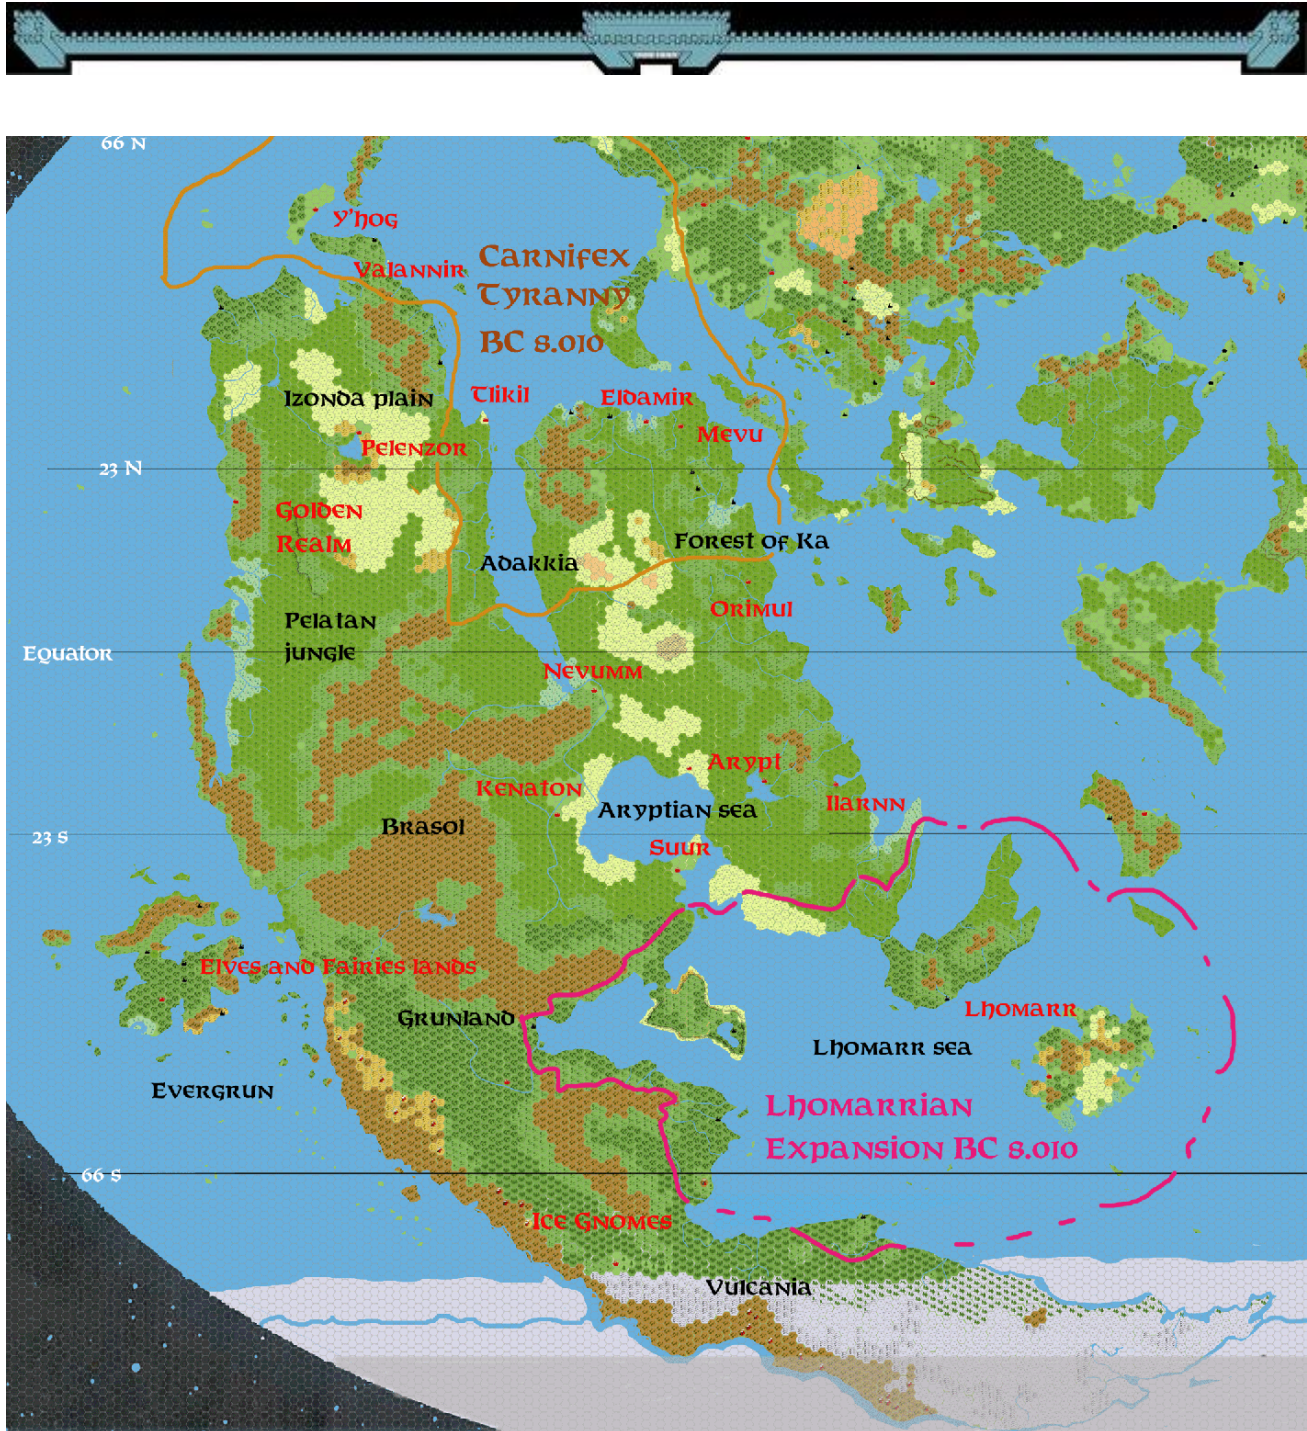 66 N
Y'hog
Valannir
Carnifex
Tyranny
BC 8.010
Izonda plain
Tlikil
Eldamir
Mevu
Pelenzor
23 N
Golden
Realm
Adakkia
Forest of Ka
Orimul
Pelatan
jungle
Equator
Nevumm
Arypt
Kenaton
Aryptian sea
Ilarnn
Brasol
23 S
Suur
Elves and Fairies lands
Lhomarr
Grunland
Lhomarr sea
Evergrun
Lhomarrian
Expansion BC 8.010
66 S
Ice Gnomes
Vulcania